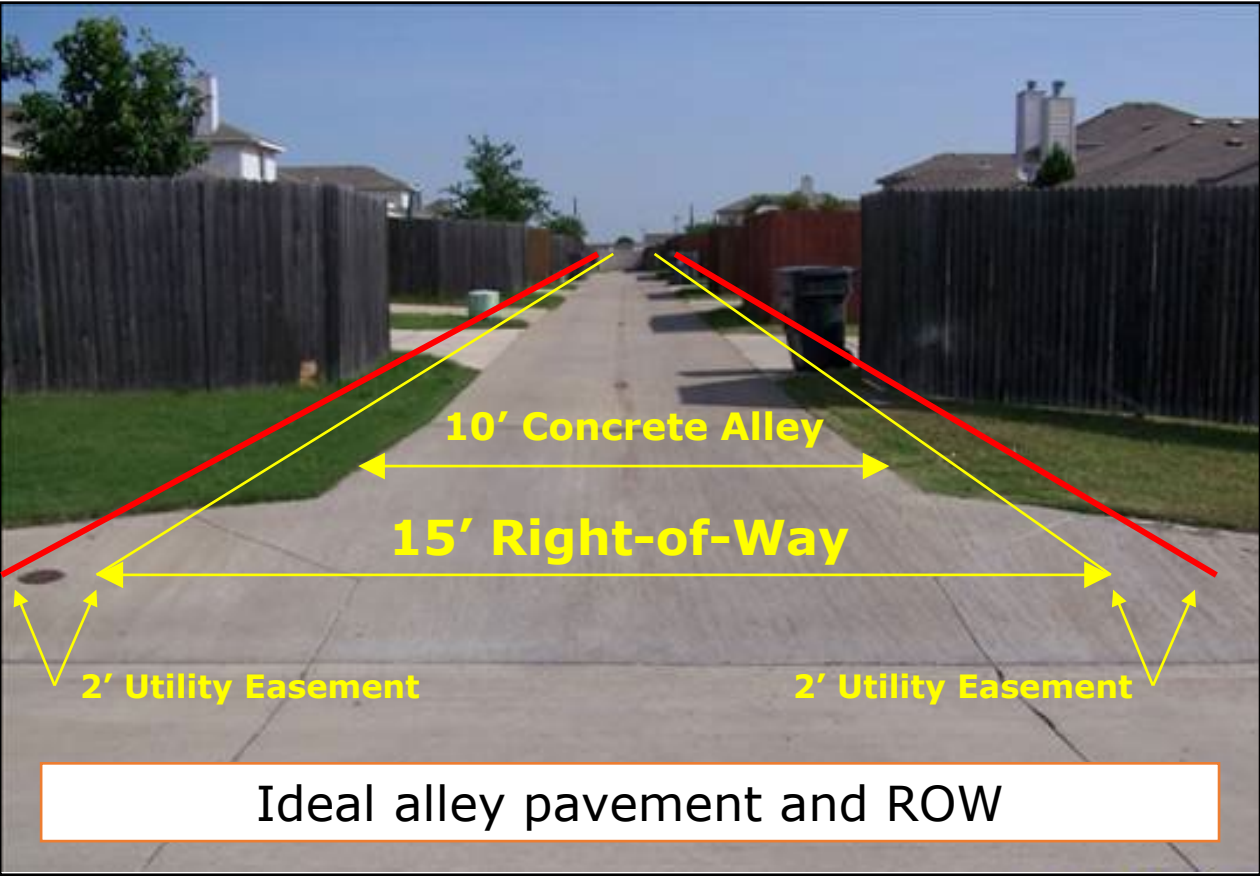 10′ Concrete Alley
15′ Right-of-Way
2′ Utility Easement
2′ Utility Easement
Ideal alley pavement and ROW